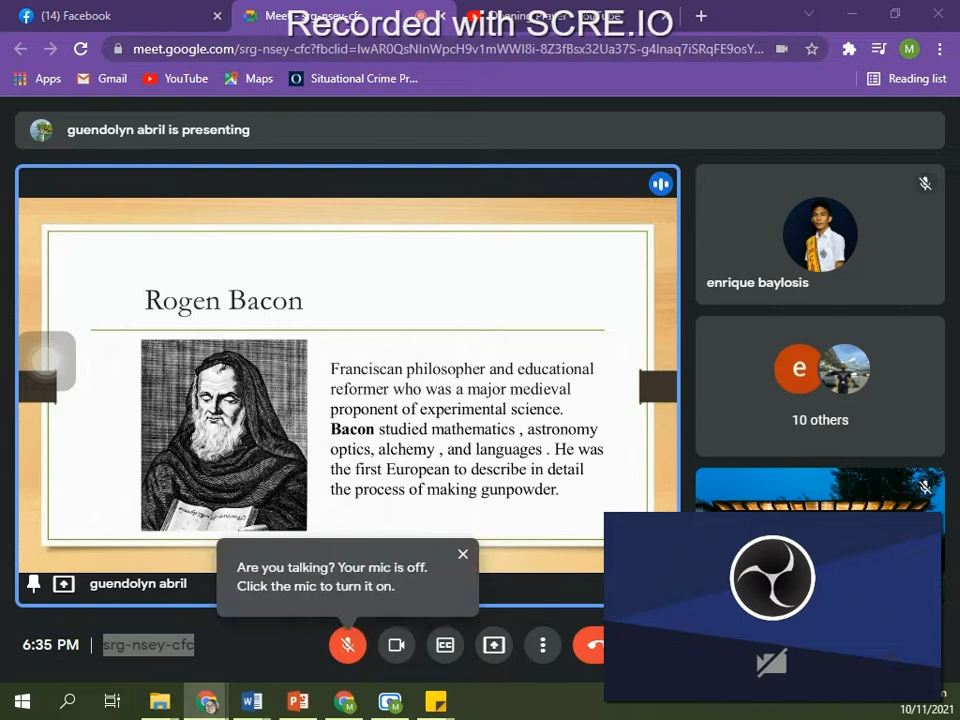 (14) Facebook
Meet - srg-nsey-cfc
YouTube
Recorded with SCRE.IO
meet.google.com/srg-nsey-cfc?fbclid=IwAR0QsNInWpcH9v1mWWI8i-8Z3fBsx32Ua37S-g4lnaq7iSRqFE9osY...
M
Apps
Gmail
YouTube
Maps
Situational Crime Pr...
Reading list
guendolyn abril is presenting
enrique baylosis
e
10 others
Rogen Bacon
Franciscan philosopher and educational
reformer who was a major medieval
proponent of experimental science.
Bacon studied mathematics , astronomy
optics, alchemy , and languages . He was
the first European to describe in detail
the process of making gunpowder.
guendolyn abril
Are you talking? Your mic is off.
Click the mic to turn it on.
6:35 PM
srg-nsey-cfc
10/11/2021